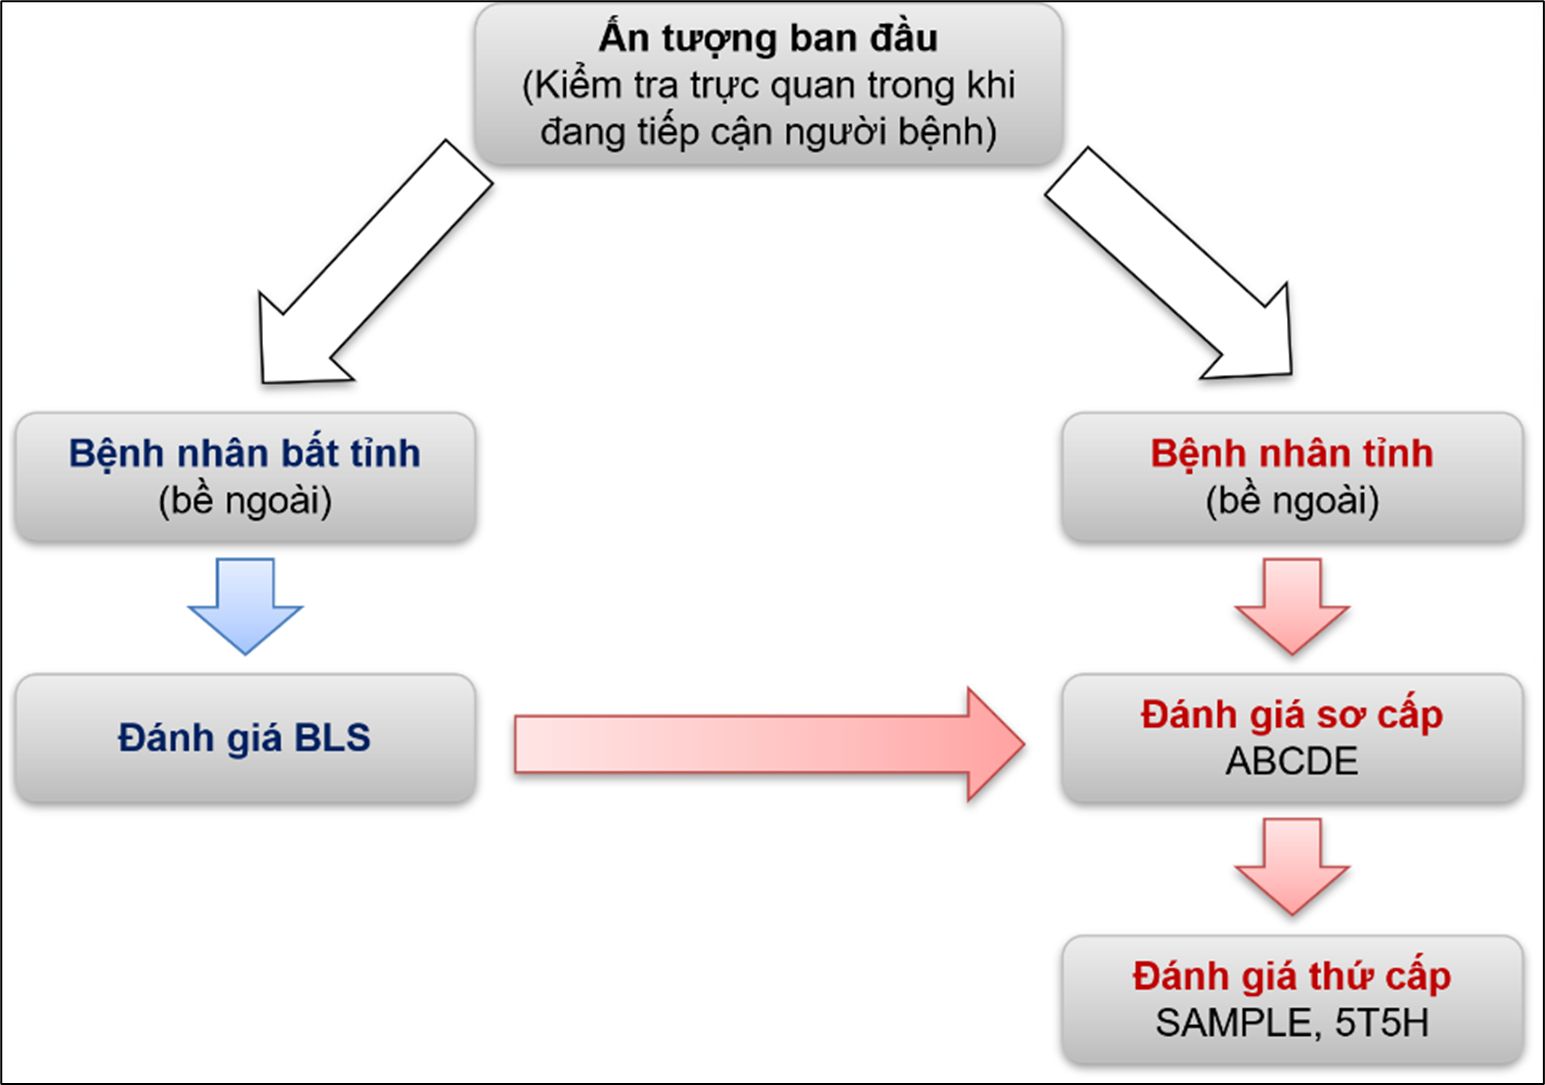 Ấn tượng ban đầu
(Kiểm tra trực quan trong khi
đang tiếp cận người bệnh)
Bệnh nhân bất tỉnh
(bề ngoài)
Bệnh nhân tỉnh
(bề ngoài)
Đánh giá BLS
Đánh giá sơ cấp
ABCDE
Đánh giá thứ cấp
SAMPLE, 5T5H